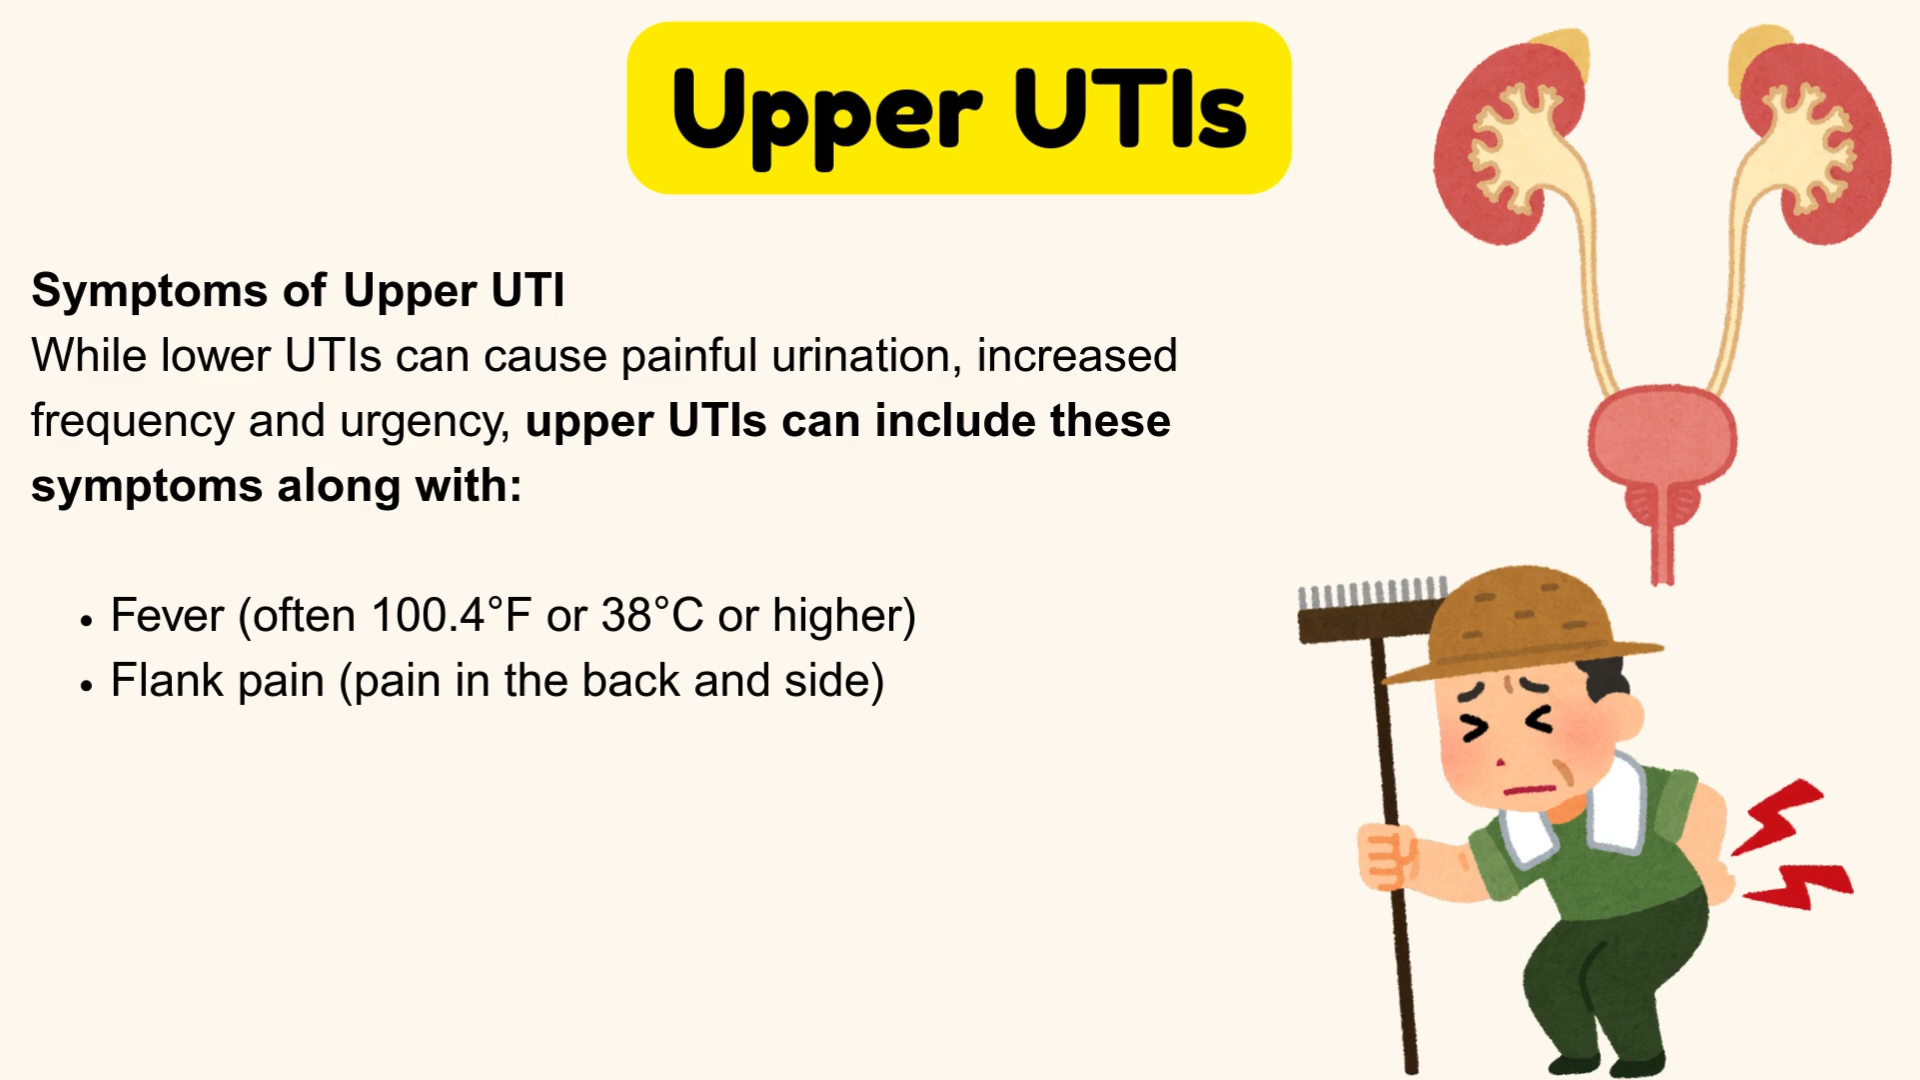 Upper UTIs
Symptoms of Upper UTI
While lower UTIs can cause painful urination, increased
frequency and urgency, upper UTIs can include these
symptoms along with:
• Fever (often 100.4°F or 38°C or higher)
• Flank pain (pain in the back and side)